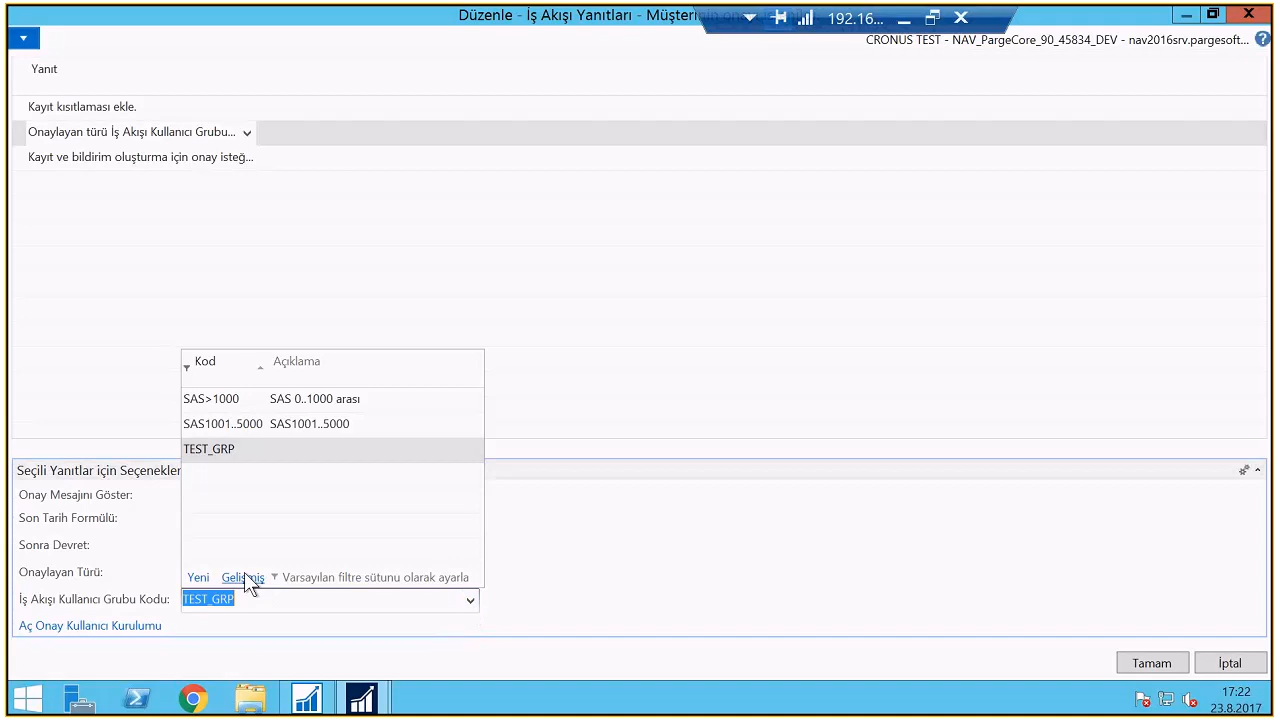 Düzenle - İş Akışı Yanıtları - Müşterinin
192.16...
CRONUS TEST - NAV_PargeCore_90_45834_DEV - nav2016srv.pargesoft...
Yanıt
Kayıt kısıtlaması ekle.
Onaylayan türü İş Akışı Kullanıcı Grubu...
Kayıt ve bildirim oluşturma için onay isteğ...
Kod Açıklama
SAS>1000 SAS 0..1000 arası
SAS1001..5000 SAS1001..5000
TEST_GRP
Seçili Yanıtlar için Seçenekler
Onay Mesajını Göster:
Son Tarih Formülü:
Sonra Devret:
Onaylayan Türü:
Yeni Gelişmiş Varsayılan filtre sütunu olarak ayarla
İş Akışı Kullanıcı Grubu Kodu: TEST_GRP
Aç Onay Kullanıcı Kurulumu
Tamam İptal
17:22
23.8.2017